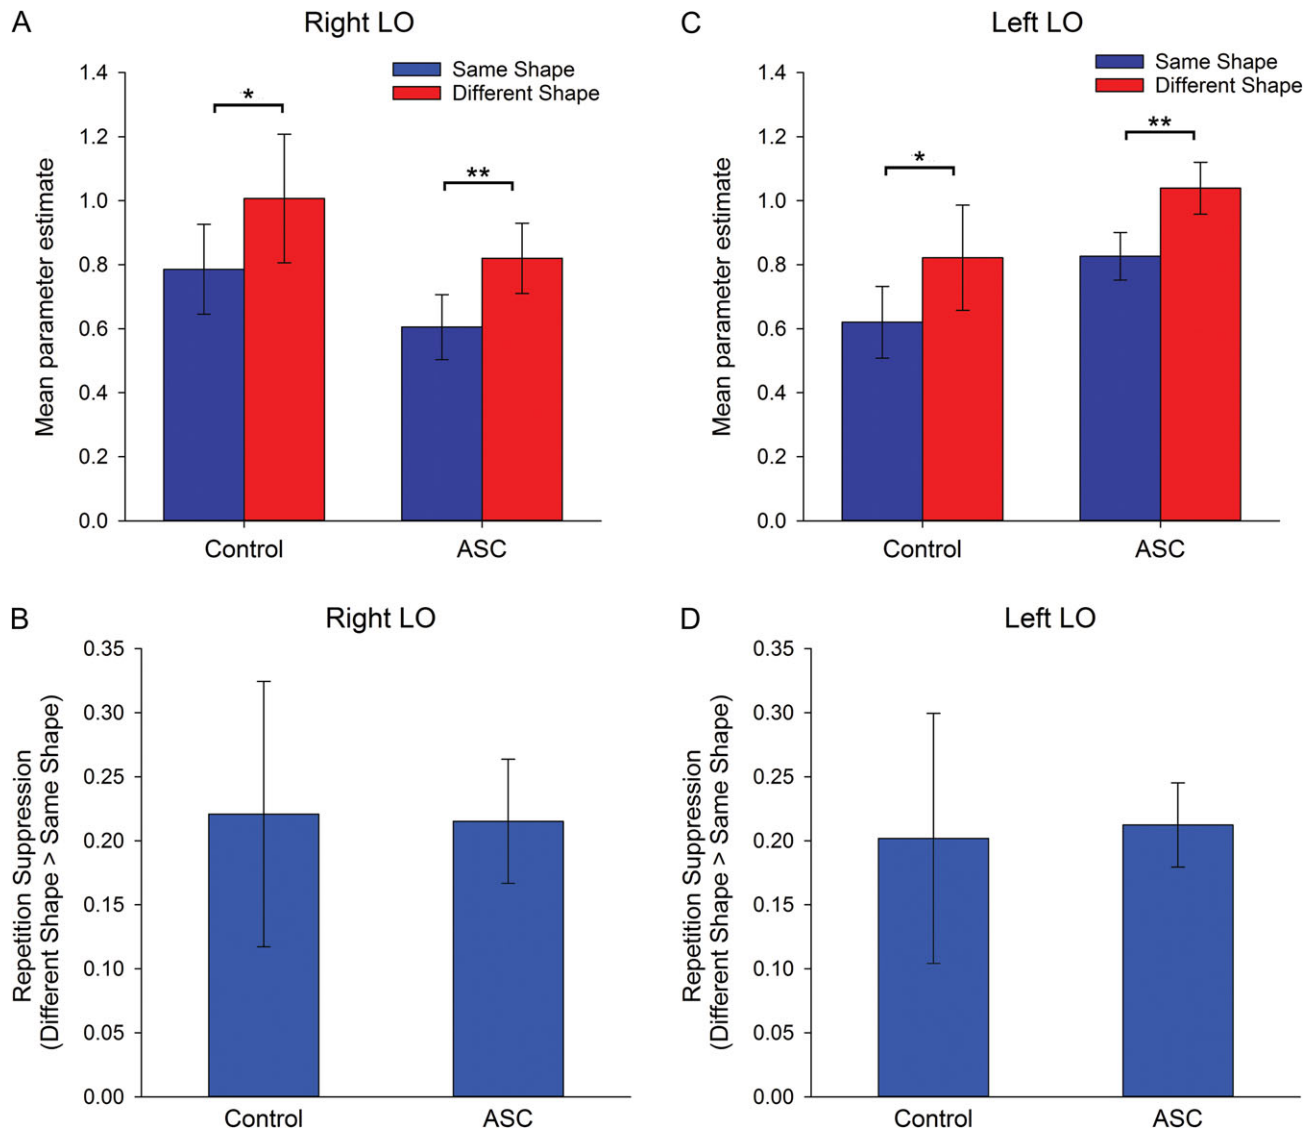 A
Right LO
Same Shape
Different Shape
Mean parameter estimate
1.4
1.2
1.0
0.8
0.6
0.4
0.2
0.0
*
**
Control
ASC
C
Left LO
Same Shape
Different Shape
Mean parameter estimate
1.4
1.2
1.0
0.8
0.6
0.4
0.2
0.0
*
**
Control
ASC
B
Right LO
Repetition Suppression
(Different Shape > Same Shape)
0.35
0.30
0.25
0.20
0.15
0.10
0.05
0.00
Control
ASC
D
Left LO
Repetition Suppression
(Different Shape > Same Shape)
0.35
0.30
0.25
0.20
0.15
0.10
0.05
0.00
Control
ASC